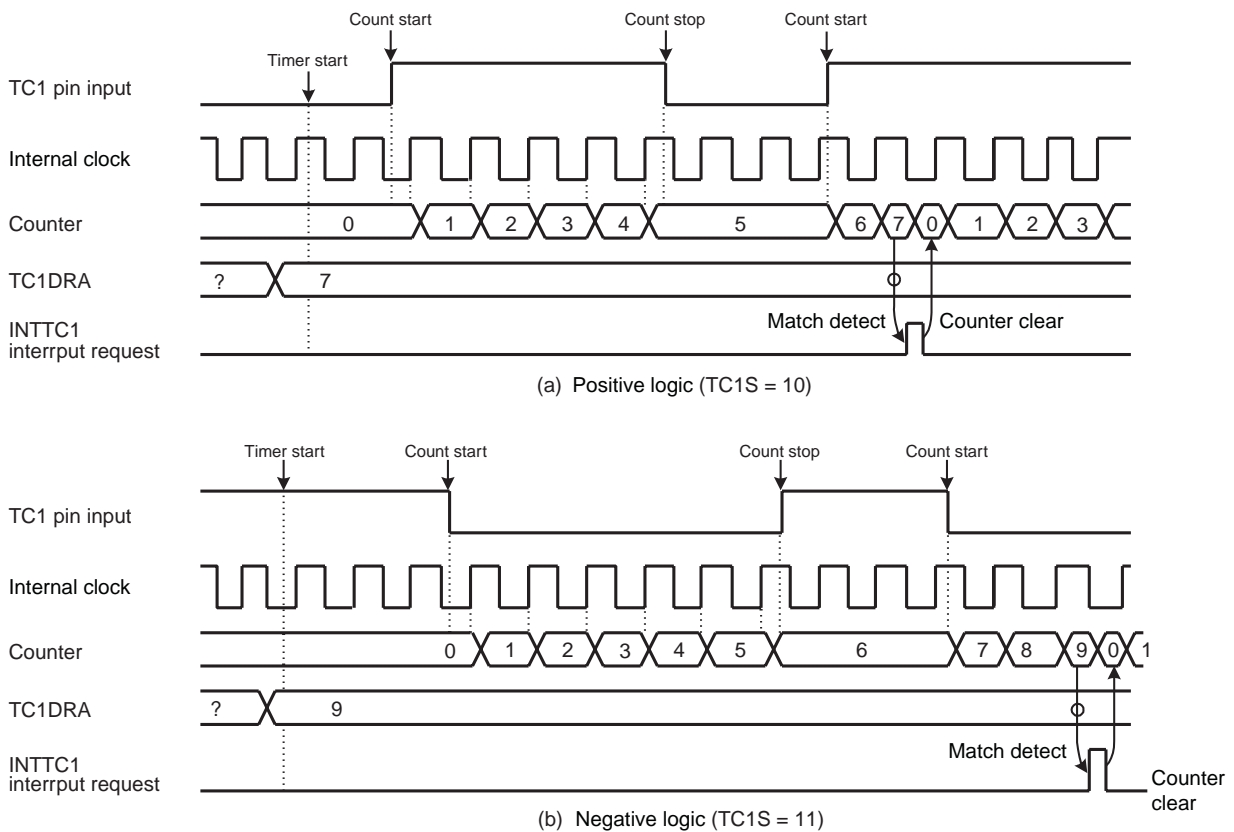 Count start
Count stop
Count start
Timer start
TC1 pin input
Internal clock
Counter
0 1 2 3 4 5 6 7 0 1 2 3
TC1DRA
? 7
INTTC1
interrput request
Match detect
Counter clear
(a) Positive logic (TC1S = 10)
Timer start
Count start
Count stop
Count start
TC1 pin input
Internal clock
Counter
0 1 2 3 4 5 6 7 8 9 0 1
TC1DRA
? 9
INTTC1
interrput request
Match detect
Counter
clear
(b) Negative logic (TC1S = 11)